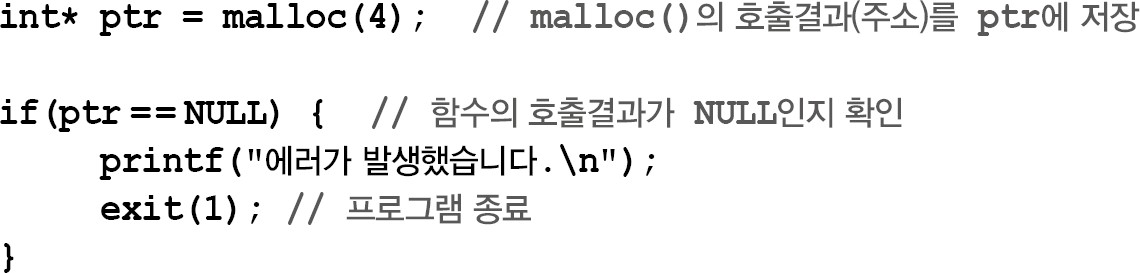 int* ptr = malloc(4);  // malloc()의 호출결과(주소)를 ptr에 저장
if(ptr == NULL) {  // 함수의 호출결과가 NULL인지 확인
    printf("에러가 발생했습니다.\n");
    exit(1); // 프로그램 종료
}